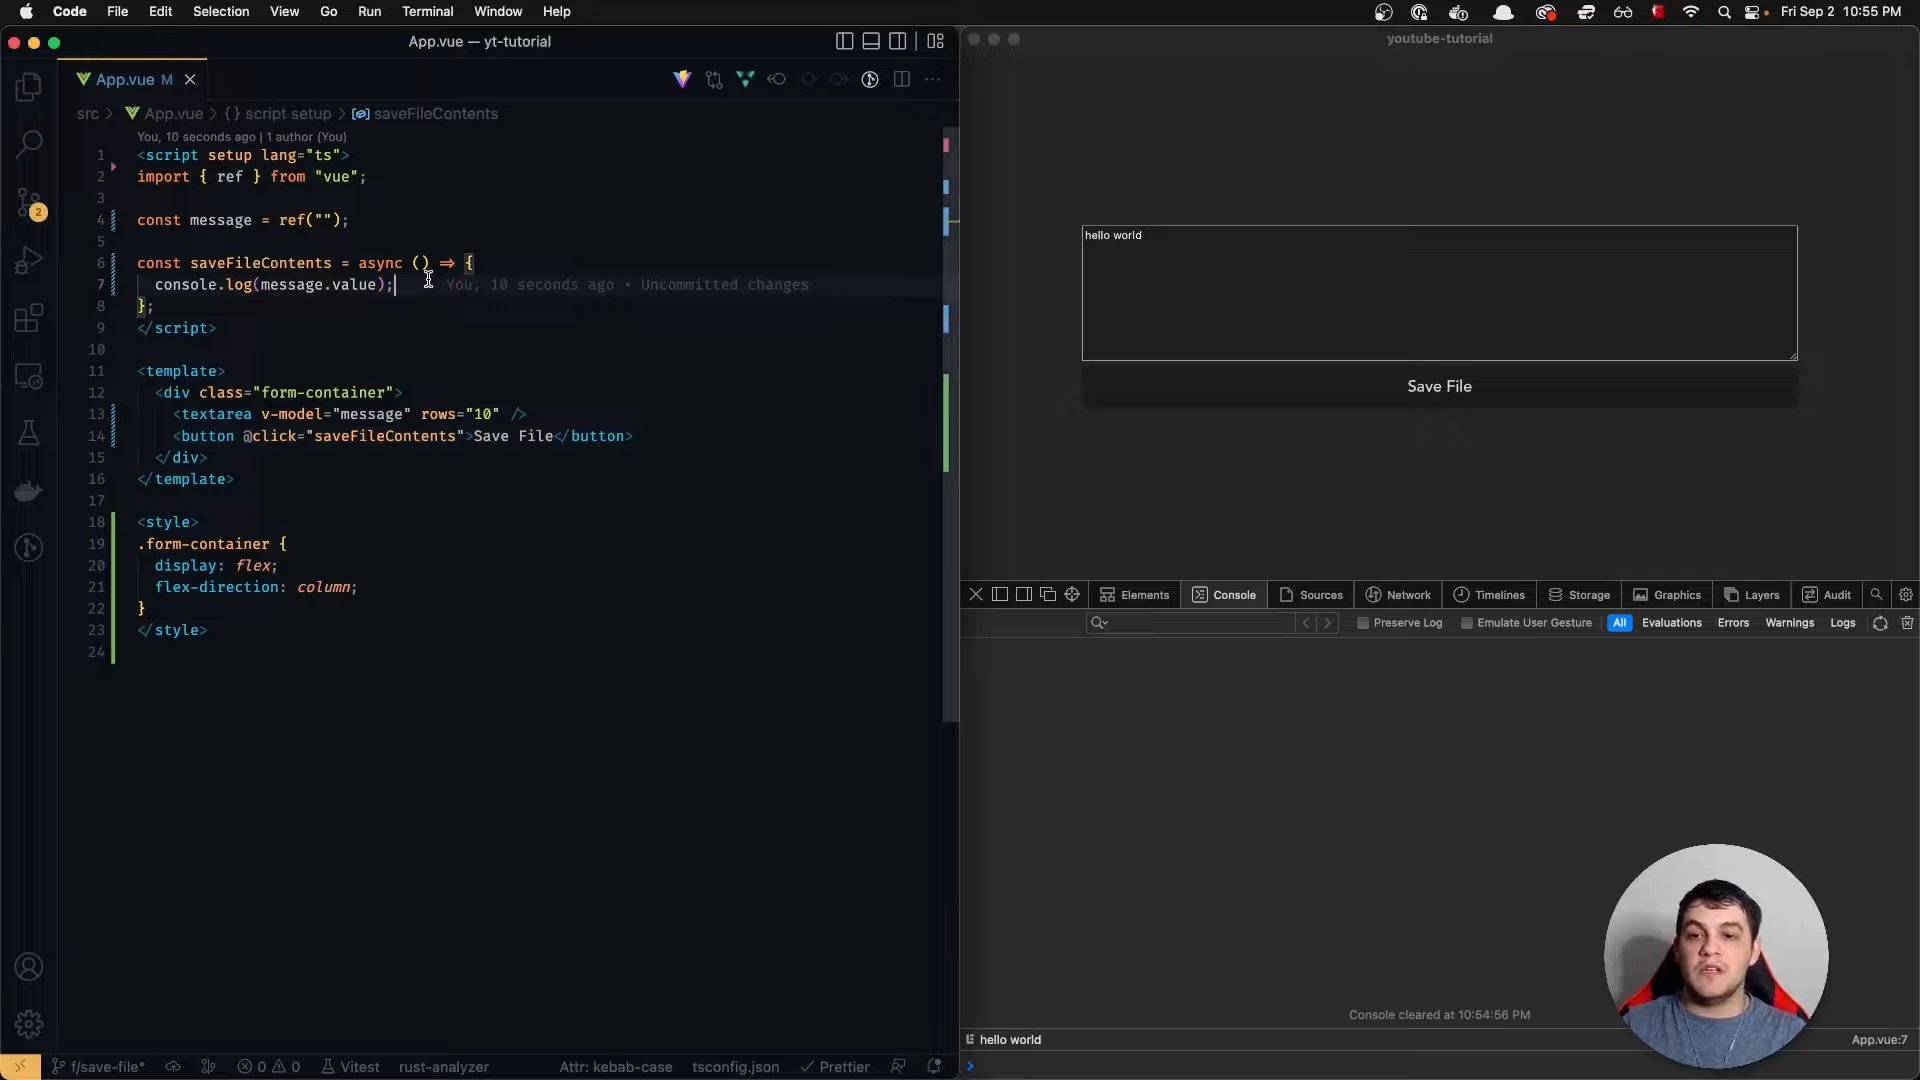 Code File Edit Selection View Go Run Terminal Window Help Fri Sep 2 10:55 PM
App.vue — yt-tutorial
App.vue M
src > App.vue > {} script setup > saveFileContents
You, 10 seconds ago | 1 author (You)
1 <script setup lang="ts">
2 import { ref } from "vue";
3
4 const message = ref("");
5
6 const saveFileContents = async () => {
7 console.log(message.value); You, 10 seconds ago • Uncommitted changes
8 };
9 </script>
10
11 <template>
12 <div class="form-container">
13 <textarea v-model="message" rows="10" />
14 <button @click="saveFileContents">Save File</button>
15 </div>
16 </template>
17
18 <style>
19 .form-container {
20 display: flex;
21 flex-direction: column;
22 }
23 </style>
24
2
f/save-file* 0 0 Vitest rust-analyzer Attr: kebab-case tsconfig.json Prettier
youtube-tutorial
hello world
Save File
Elements Console Sources Network Timelines Storage Graphics Layers Audit
Preserve Log Emulate User Gesture All Evaluations Errors Warnings Logs
Console cleared at 10:54:56 PM
hello world App.vue:7